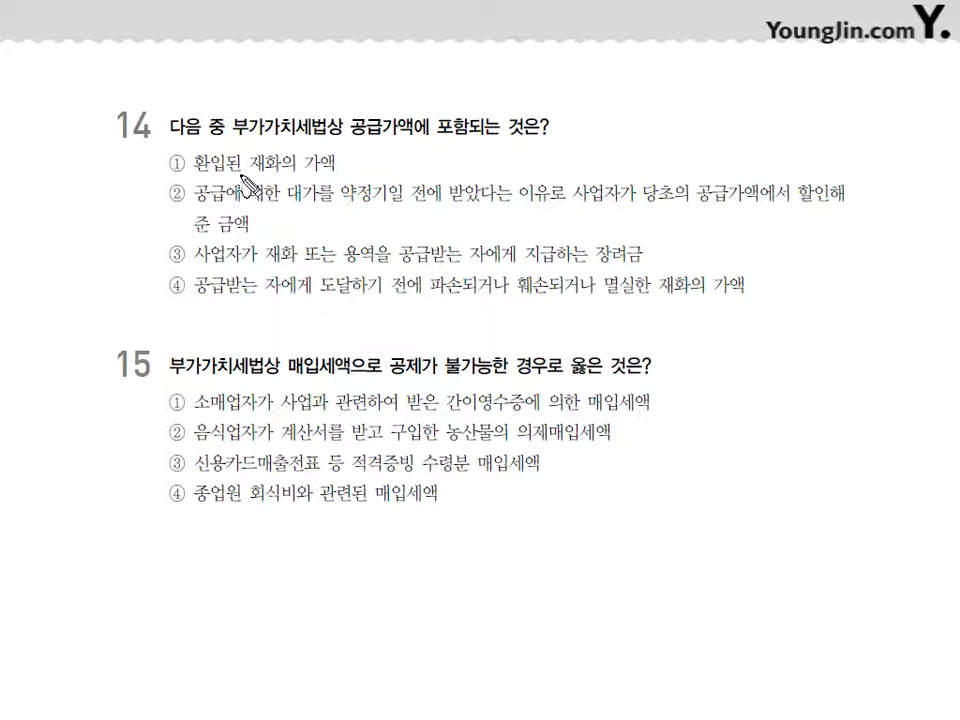 YoungJin.com Y.
14 다음 중 부가가치세법상 공급가액에 포함되는 것은?
① 환입된 재화의 가액
② 공급에 대한 대가를 약정기일 전에 받았다는 이유로 사업자가 당초의 공급가액에서 할인해
준 금액
③ 사업자가 재화 또는 용역을 공급받는 자에게 지급하는 장려금
④ 공급받는 자에게 도달하기 전에 파손되거나 훼손되거나 멸실한 재화의 가액
15 부가가치세법상 매입세액으로 공제가 불가능한 경우로 옳은 것은?
① 소매업자가 사업과 관련하여 받은 간이영수증에 의한 매입세액
② 음식업자가 계산서를 받고 구입한 농산물의 의제매입세액
③ 신용카드매출전표 등 적격증빙 수령분 매입세액
④ 종업원 회식비와 관련된 매입세액